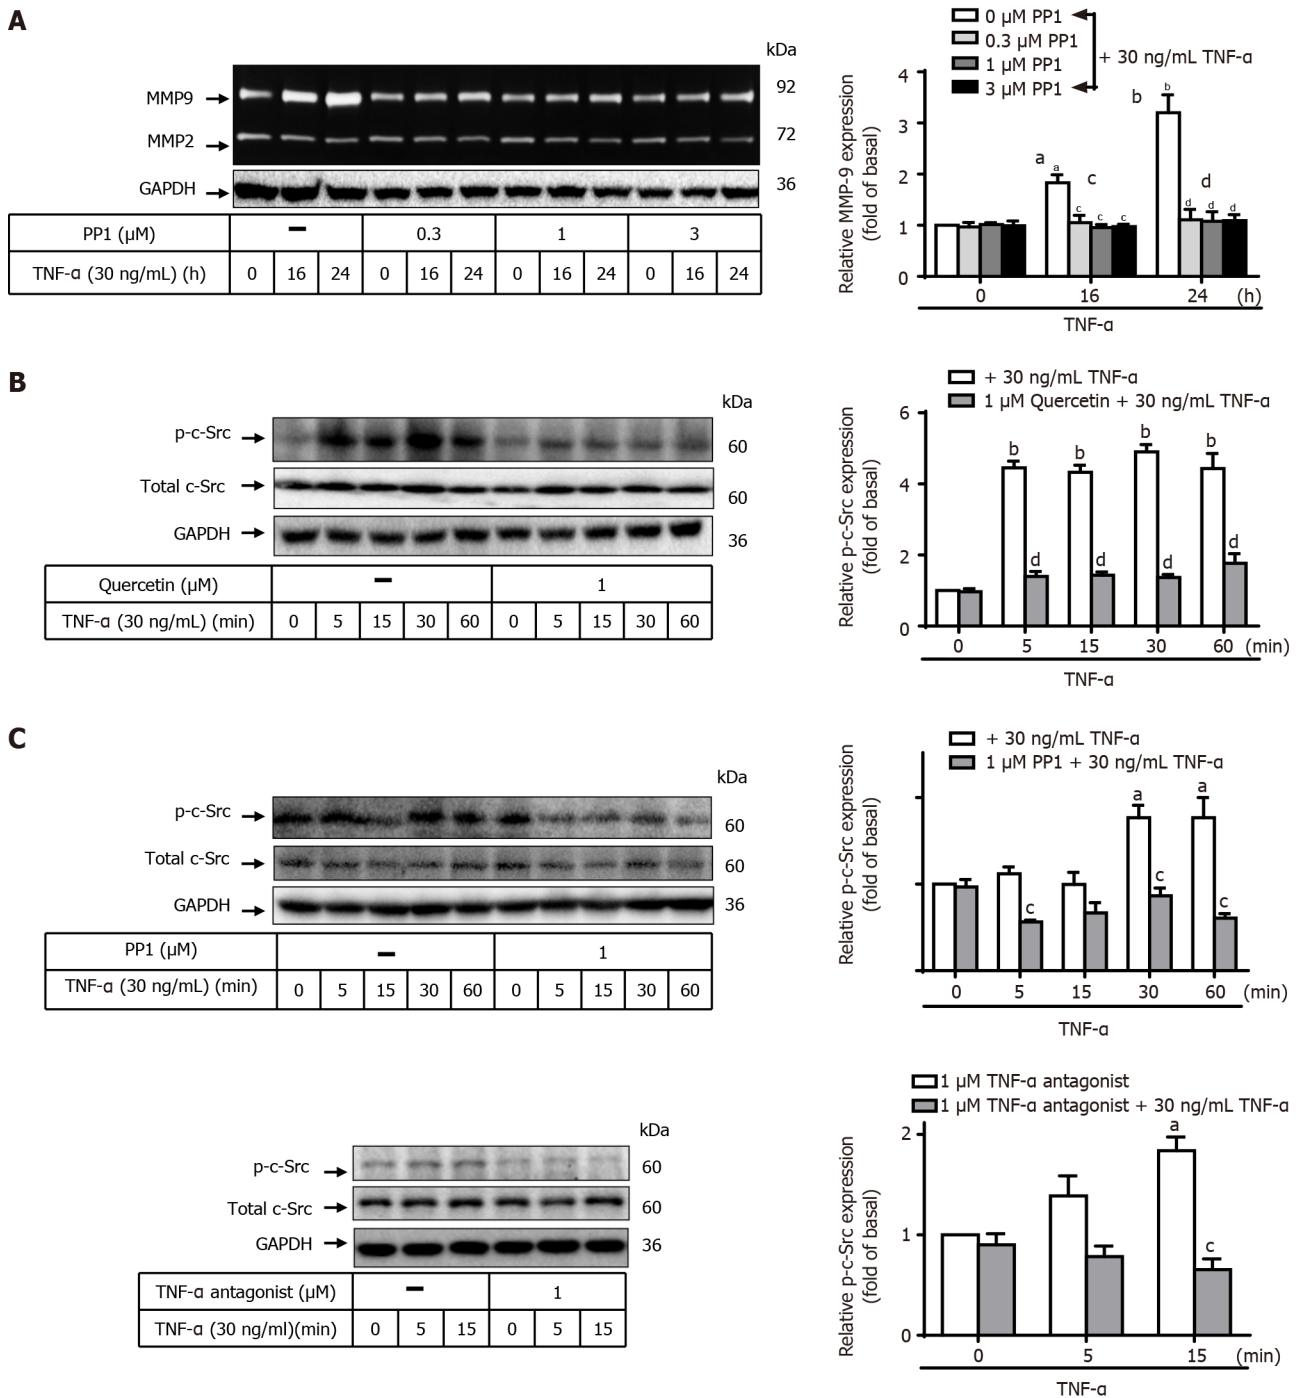 A
kDa
MMP9
92
MMP2
72
GAPDH
36
PP1 (µM)
–
0.3
1
3
TNF-ɑ (30 ng/mL) (h)
0 16 24 0 16 24 0 16 24 0 16 24
0 µM PP1
0.3 µM PP1
1 µM PP1
3 µM PP1
+ 30 ng/mL TNF-ɑ
Relative MMP-9 expression
(fold of basal)
4
3
2
1
0
a
a
c
c c c
b
b
d
d d d
0 16 24 (h)
TNF-ɑ
B
kDa
p-c-Src
60
Total c-Src
60
GAPDH
36
Quercetin (µM)
–
1
TNF-ɑ (30 ng/mL) (min)
0 5 15 30 60 0 5 15 30 60
+ 30 ng/mL TNF-ɑ
1 µM Quercetin + 30 ng/mL TNF-ɑ
Relative p-c-Src expression
(fold of basal)
6
4
2
0
b b b b
d d d d
0 5 15 30 60 (min)
TNF-ɑ
C
kDa
p-c-Src
60
Total c-Src
60
GAPDH
36
PP1 (µM)
–
1
TNF-ɑ (30 ng/mL) (min)
0 5 15 30 60 0 5 15 30 60
+ 30 ng/mL TNF-ɑ
1 µM PP1 + 30 ng/mL TNF-ɑ
Relative p-c-Src expression
(fold of basal)
a a
c c c
0 5 15 30 60 (min)
TNF-ɑ
kDa
p-c-Src
60
Total c-Src
60
GAPDH
36
TNF-ɑ antagonist (µM)
–
1
TNF-ɑ (30 ng/ml)(min)
0 5 15 0 5 15
1 µM TNF-ɑ antagonist
1 µM TNF-ɑ antagonist + 30 ng/mL TNF-ɑ
Relative p-c-Src expression
(fold of basal)
2
1
0
a
c
0 5 15 (min)
TNF-ɑ